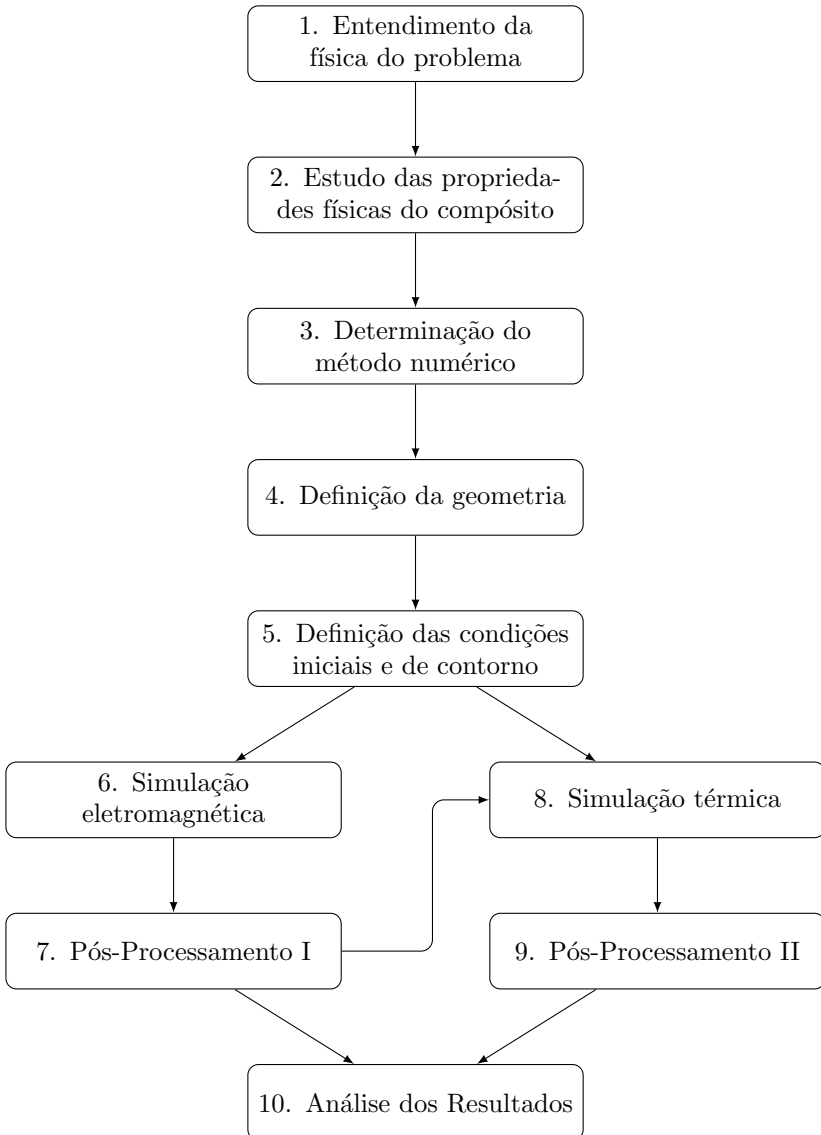 1. Entendimento da
física do problema
2. Estudo das proprieda-
des físicas do compósito
3. Determinação do
método numérico
4. Definição da geometria
5. Definição das condições
iniciais e de contorno
6. Simulação
eletromagnética
8. Simulação térmica
7. Pós-Processamento I
9. Pós-Processamento II
10. Análise dos Resultados